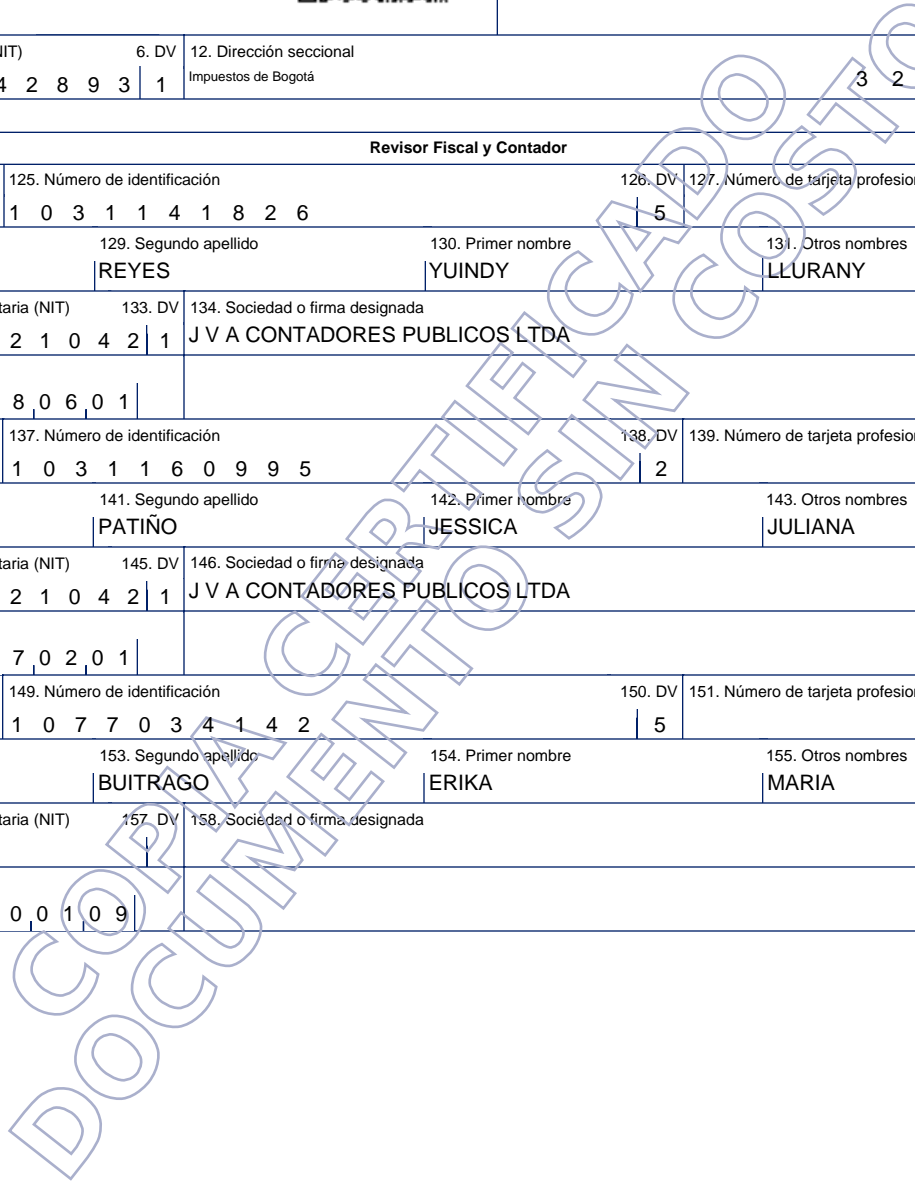 NIT) 6. DV 12. Dirección seccional
4 2 8 9 3 1 Impuestos de Bogotá 3 2
Revisor Fiscal y Contador
125. Número de identificación 126. DV 127. Número de tarjeta profesion
1 0 3 1 1 4 1 8 2 6 5
129. Segundo apellido 130. Primer nombre 131. Otros nombres
REYES YUINDY LLURANY
taria (NIT) 133. DV 134. Sociedad o firma designada
2 1 0 4 2 1 J V A CONTADORES PUBLICOS LTDA
8 0 6 0 1
137. Número de identificación 138. DV 139. Número de tarjeta profesion
1 0 3 1 1 6 0 9 9 5 2
141. Segundo apellido 142. Primer nombre 143. Otros nombres
PATIÑO JESSICA JULIANA
taria (NIT) 145. DV 146. Sociedad o firma designada
2 1 0 4 2 1 J V A CONTADORES PUBLICOS LTDA
7 0 2 0 1
149. Número de identificación 150. DV 151. Número de tarjeta profesion
1 0 7 7 0 3 4 1 4 2 5
153. Segundo apellido 154. Primer nombre 155. Otros nombres
BUITRAGO ERIKA MARIA
taria (NIT) 157. DV 158. Sociedad o firma designada
0 0 1 0 9
COPIA CERTIFICADO
DOCUMENTO SIN COSTO